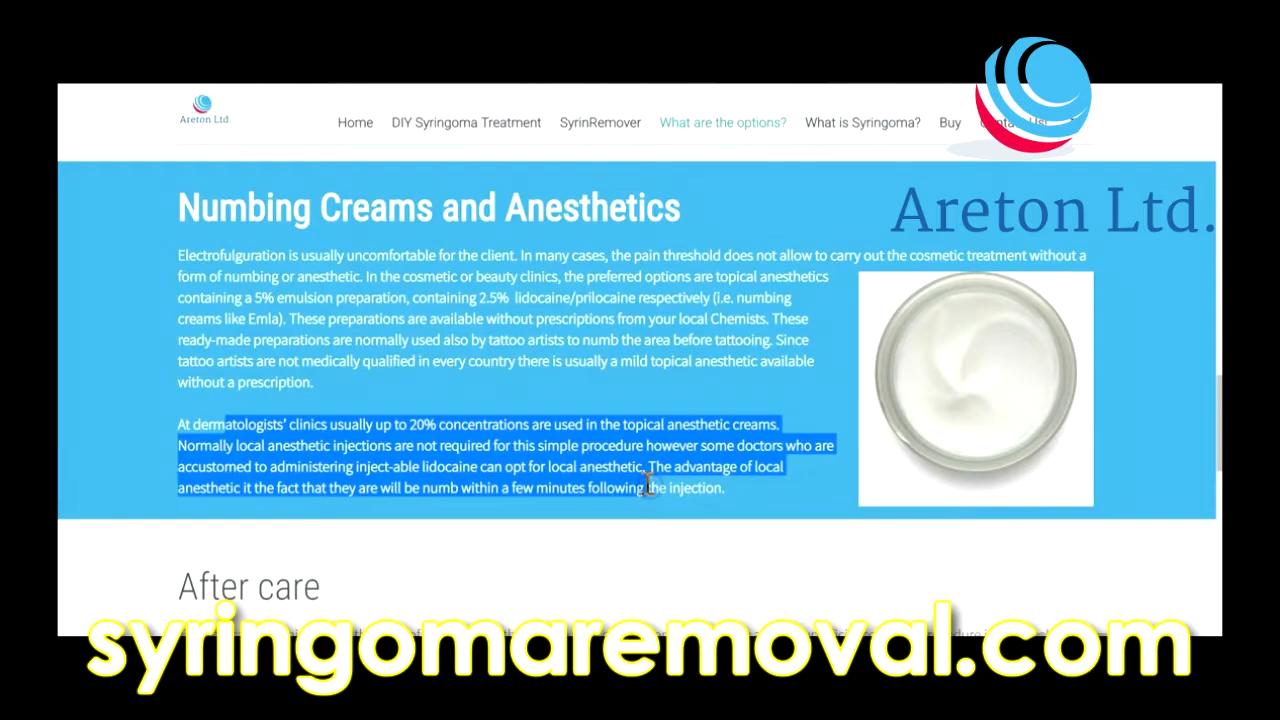 Areton Ltd.
Home DIY Syringoma Treatment SyrinRemover What are the options? What is Syringoma? Buy
Areton Ltd.
Numbing Creams and Anesthetics
Electrofulguration is usually uncomfortable for the client. In many cases, the pain threshold does not allow to carry out the cosmetic treatment without a
form of numbing or anesthetic. In the cosmetic or beauty clinics, the preferred options are topical anesthetics
containing a 5% emulsion preparation, containing 2.5% lidocaine/prilocaine respectively (i.e. numbing
creams like Emla). These preparations are available without prescriptions from your local Chemists. These
ready-made preparations are normally used also by tattoo artists to numb the area before tattooing. Since
tattoo artists are not medically qualified in every country there is usually a mild topical anesthetic available
without a prescription.
At dermatologists' clinics usually up to 20% concentrations are used in the topical anesthetic creams.
Normally local anesthetic injections are not required for this simple procedure however some doctors who are
accustomed to administering inject-able lidocaine can opt for local anesthetic. The advantage of local
anesthetic it the fact that they are will be numb within a few minutes following the injection.
After care
syringomaremoval.com